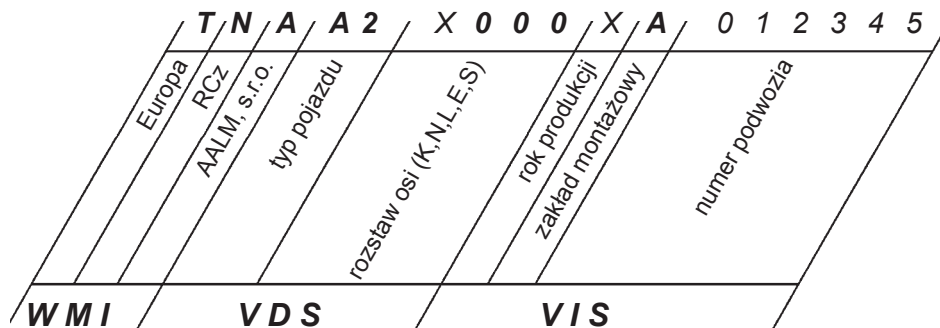 T N A A 2 X 0 0 0 X A 0 1 2 3 4 5
Europa
RCz
AALM, s.r.o.
typ pojazdu
rozstaw osi (K,N,L,E,S)
rok produkcji
zakład montażowy
numer podwozia
WMI VDS VIS